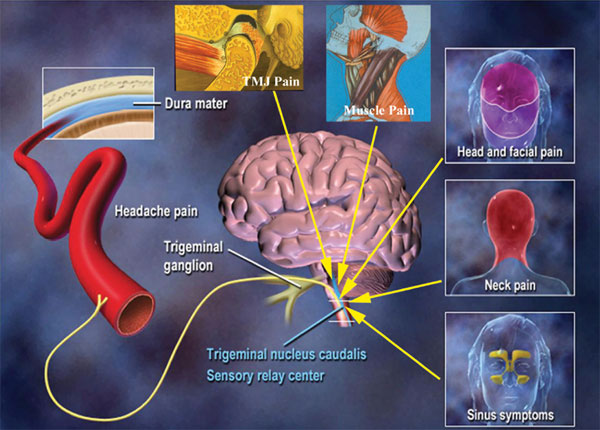 TMJ Pain
Muscle Pain
Dura mater
Head and facial pain
Headache pain
Trigeminal
ganglion
Neck pain
Trigeminal nucleus caudalis
Sensory relay center
Sinus symptoms